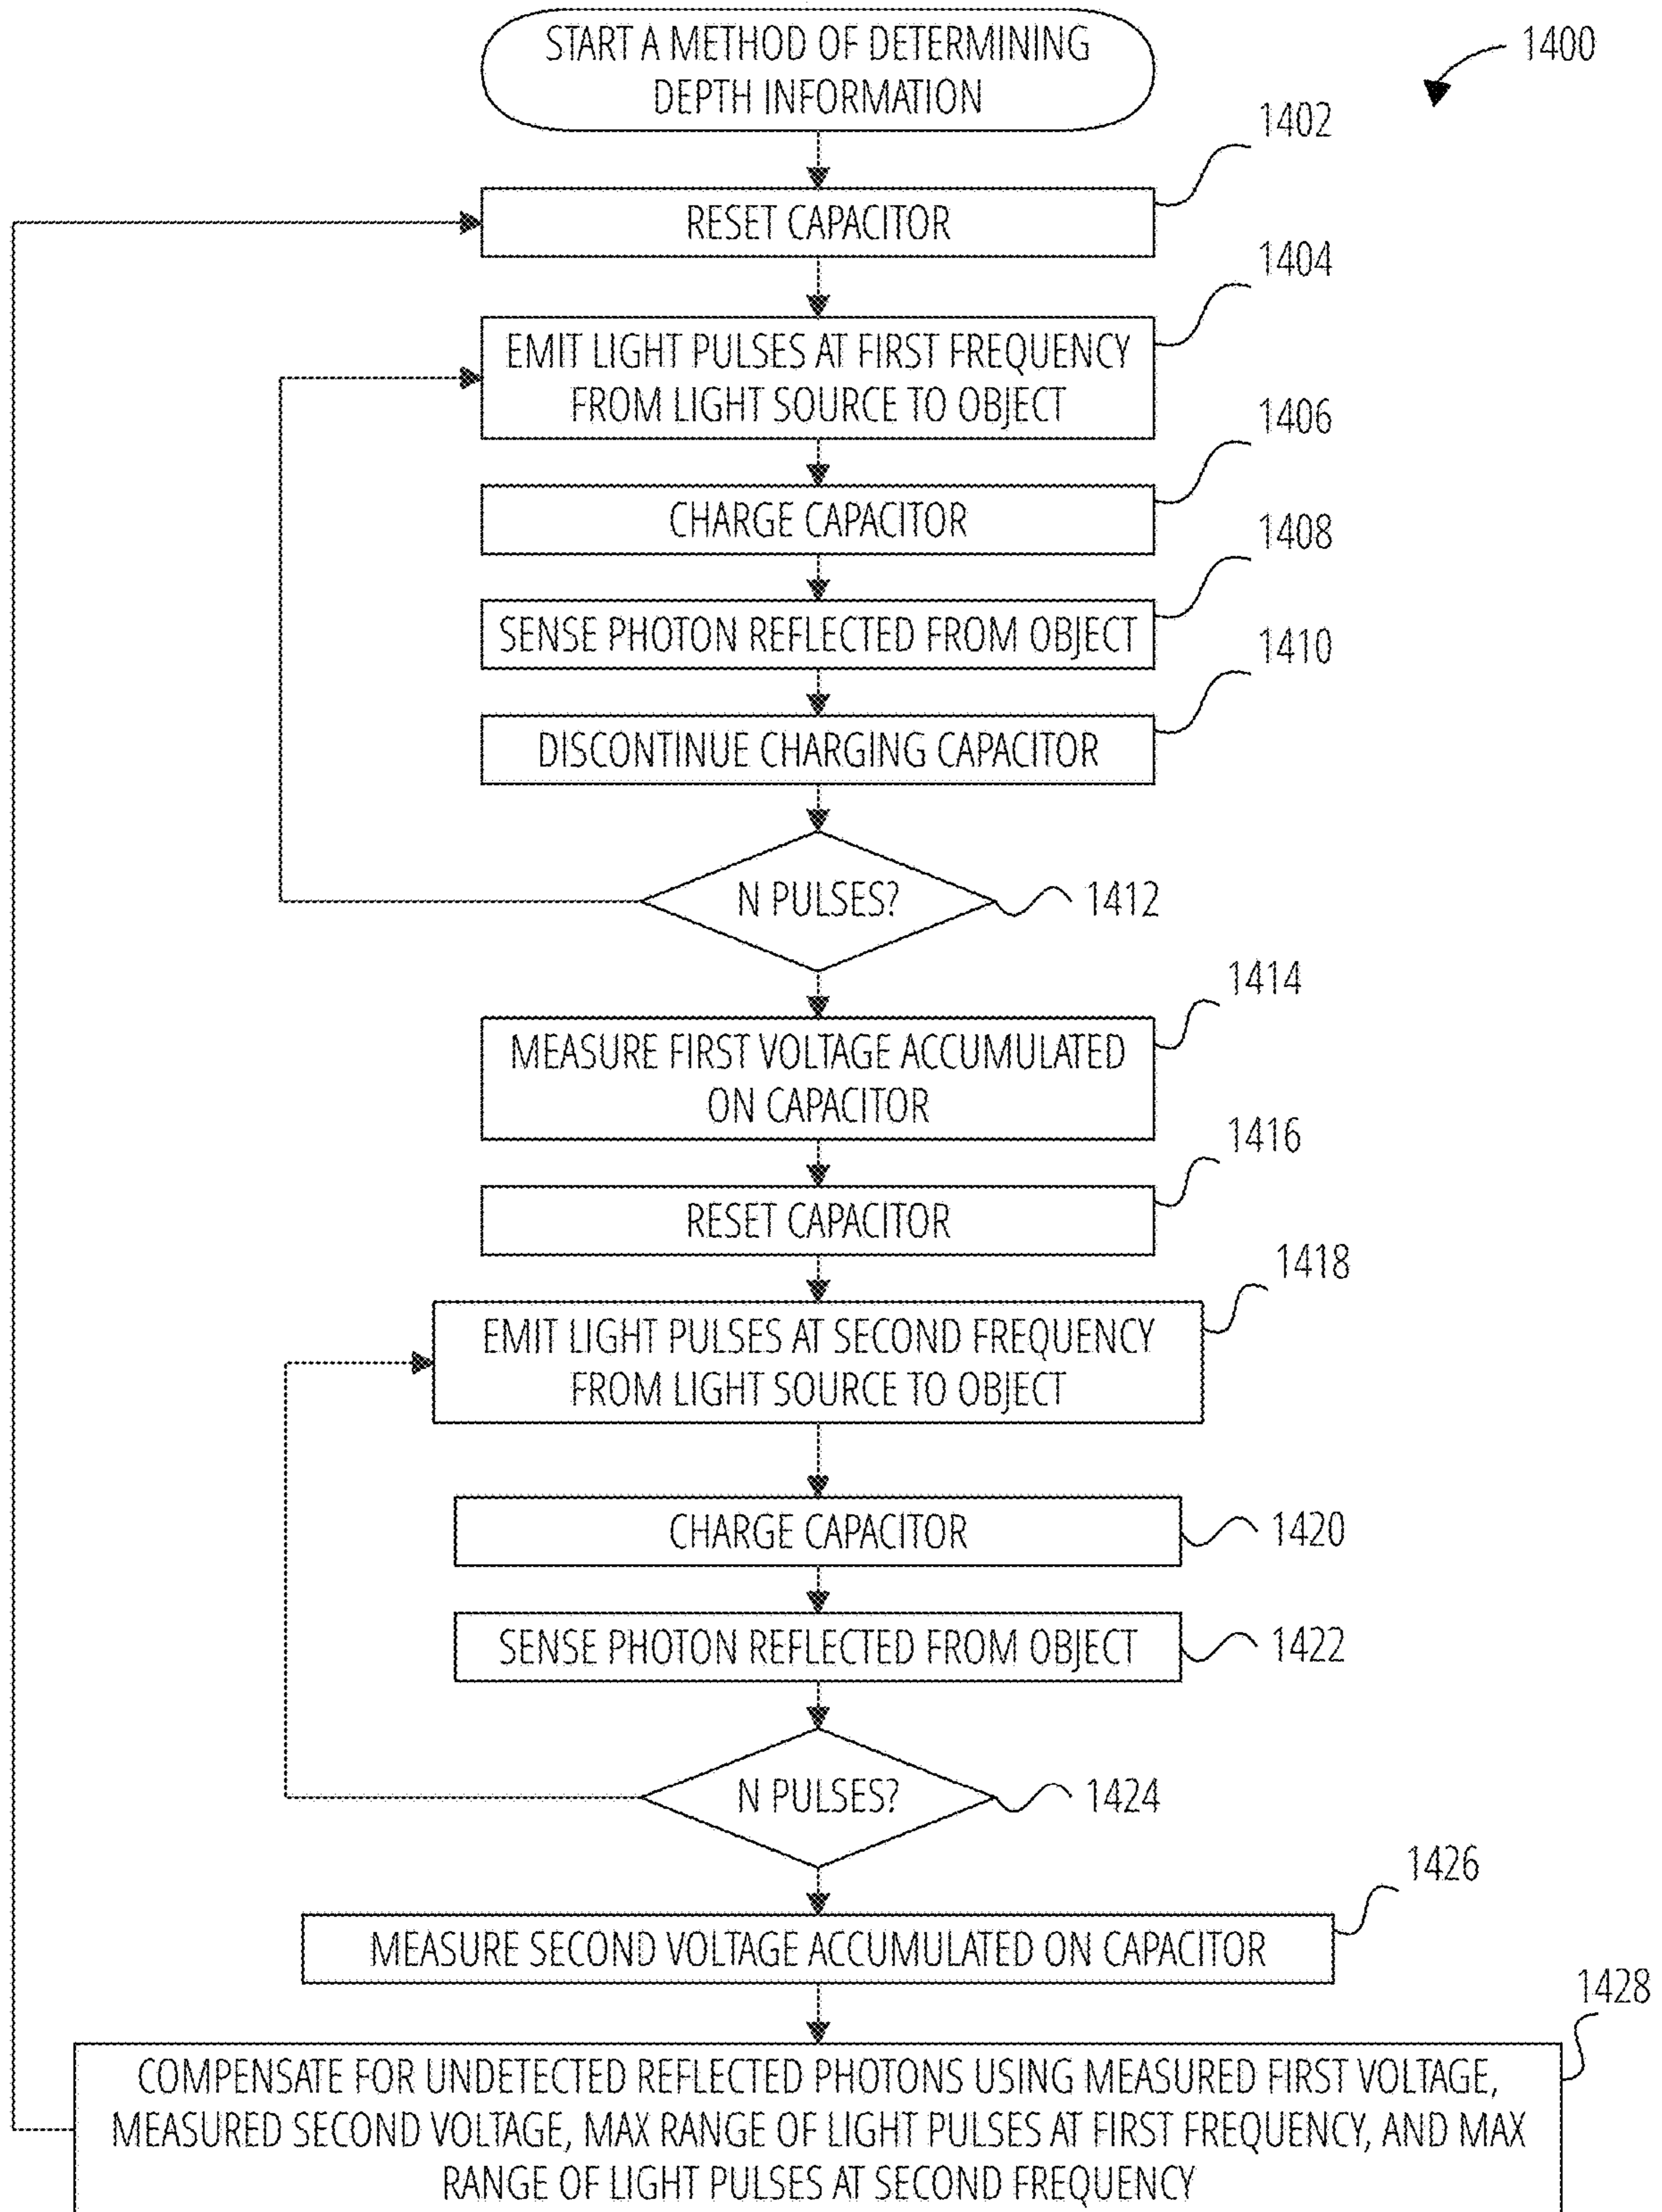 START A METHOD OF DETERMINING
DEPTH INFORMATION
1400
1402
RESET CAPACITOR
1404
EMIT LIGHT PULSES AT FIRST FREQUENCY
FROM LIGHT SOURCE TO OBJECT
1406
CHARGE CAPACITOR
1408
SENSE PHOTON REFLECTED FROM OBJECT
1410
DISCONTINUE CHARGING CAPACITOR
N PULSES?
1412
1414
MEASURE FIRST VOLTAGE ACCUMULATED
ON CAPACITOR
1416
RESET CAPACITOR
1418
EMIT LIGHT PULSES AT SECOND FREQUENCY
FROM LIGHT SOURCE TO OBJECT
CHARGE CAPACITOR
1420
SENSE PHOTON REFLECTED FROM OBJECT
1422
N PULSES?
1424
1426
MEASURE SECOND VOLTAGE ACCUMULATED ON CAPACITOR
1428
COMPENSATE FOR UNDETECTED REFLECTED PHOTONS USING MEASURED FIRST VOLTAGE,
MEASURED SECOND VOLTAGE, MAX RANGE OF LIGHT PULSES AT FIRST FREQUENCY, AND MAX
RANGE OF LIGHT PULSES AT SECOND FREQUENCY